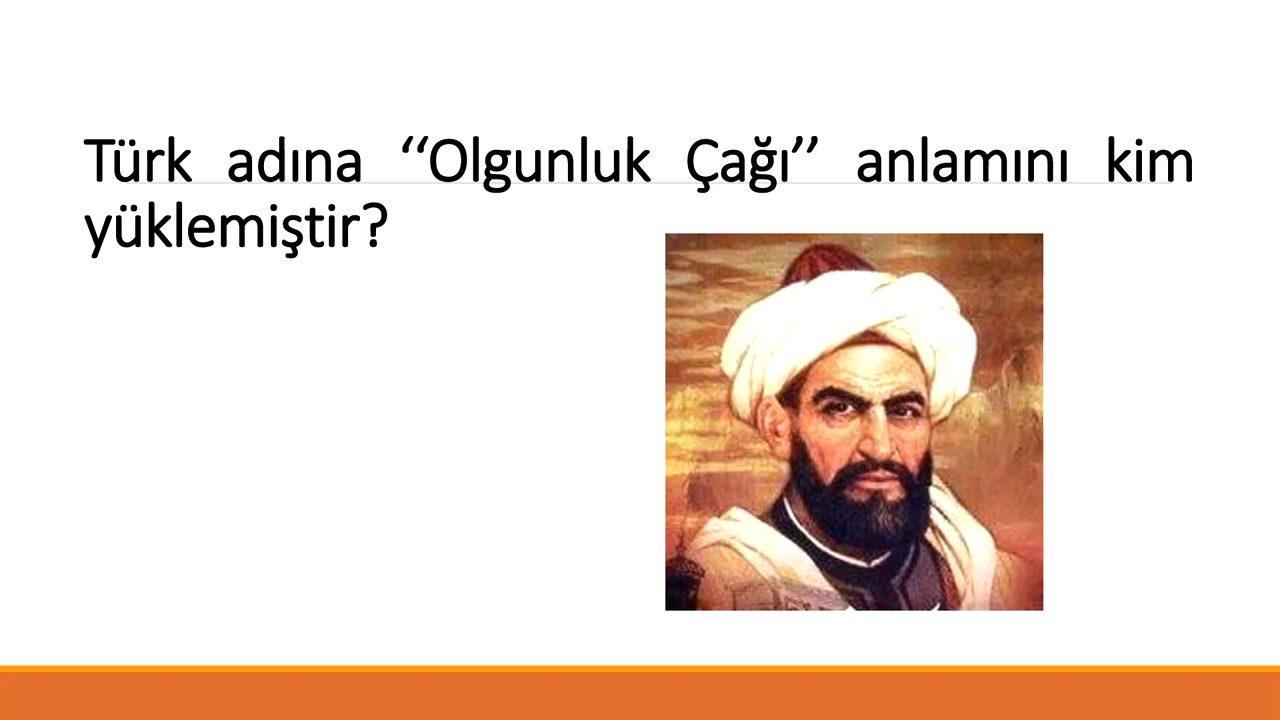 Türk adına ‘‘Olgunluk Çağı’’ anlamını kim
yüklemiştir?